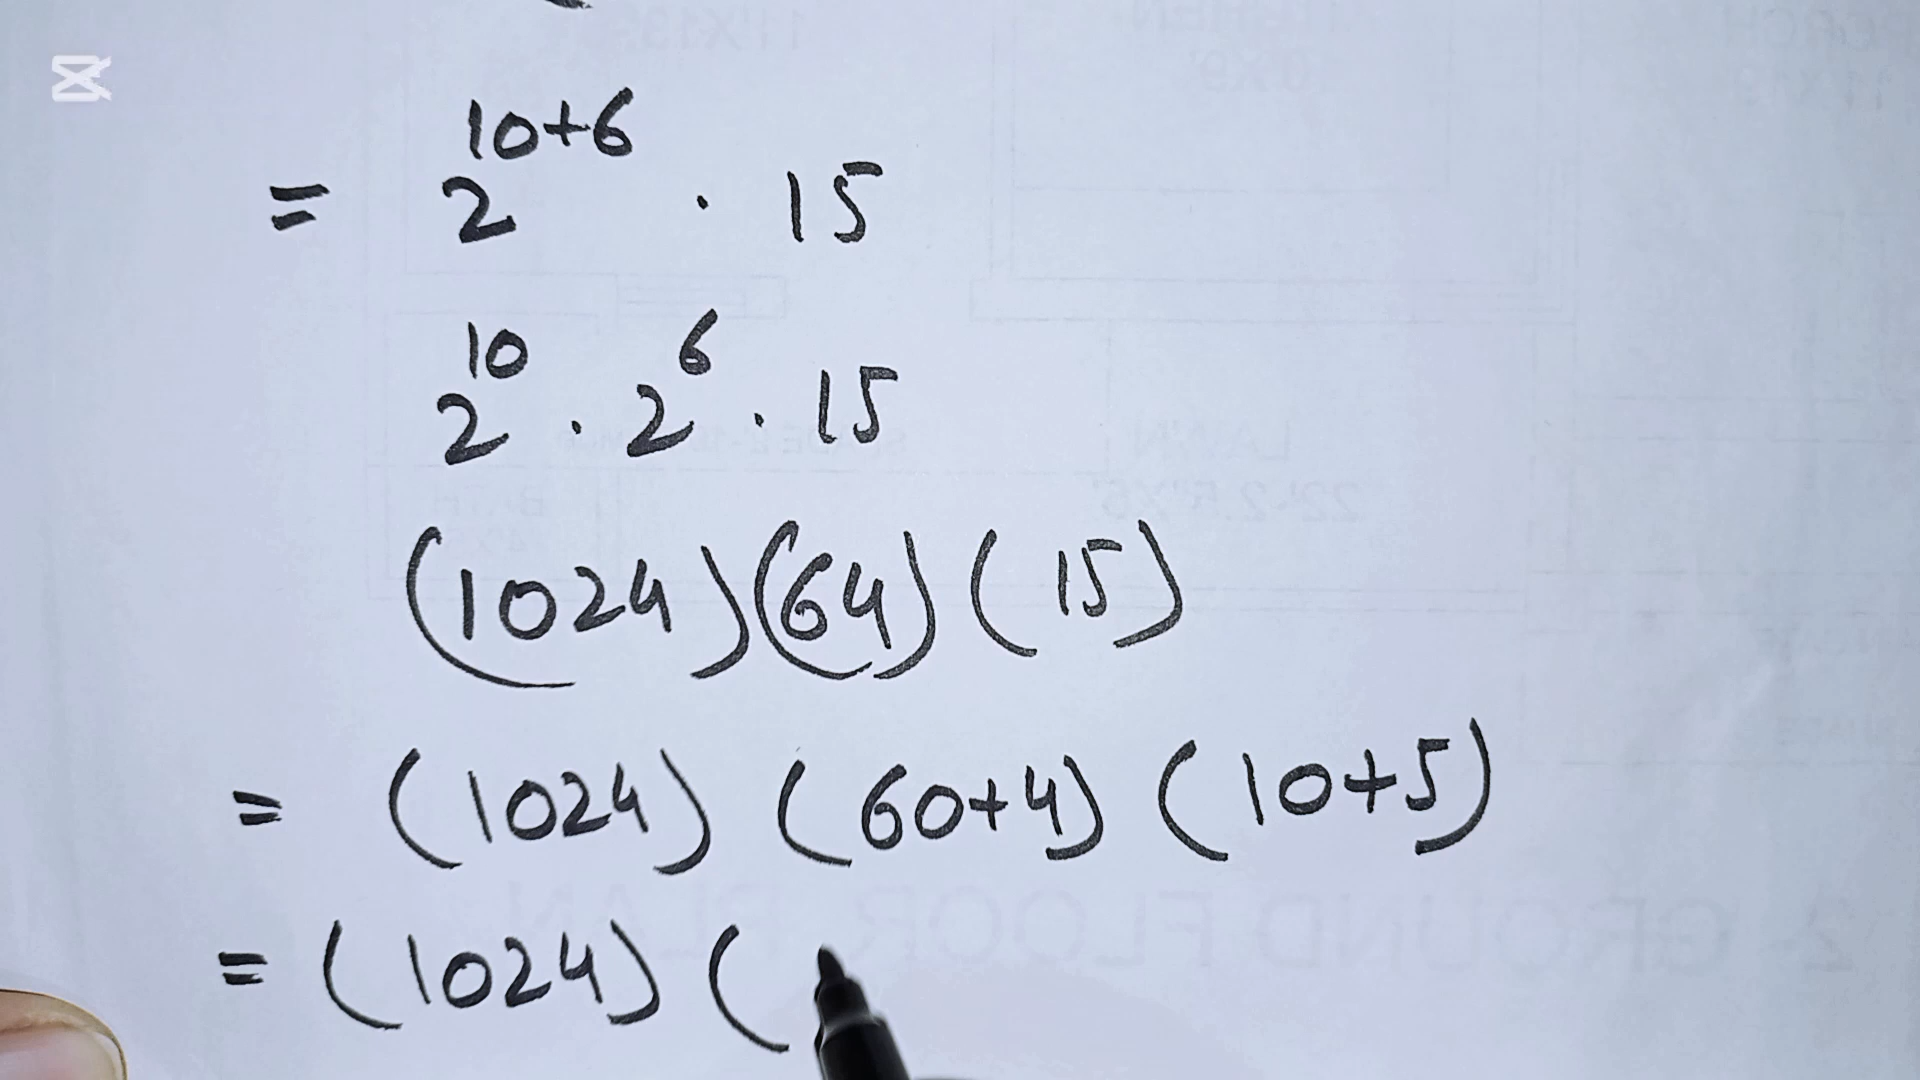 = 2^{10+6} · 15
2^{10} · 2^{6} · 15
(1024)(64)(15)
= (1024) (60+4) (10+5)
= (1024) (